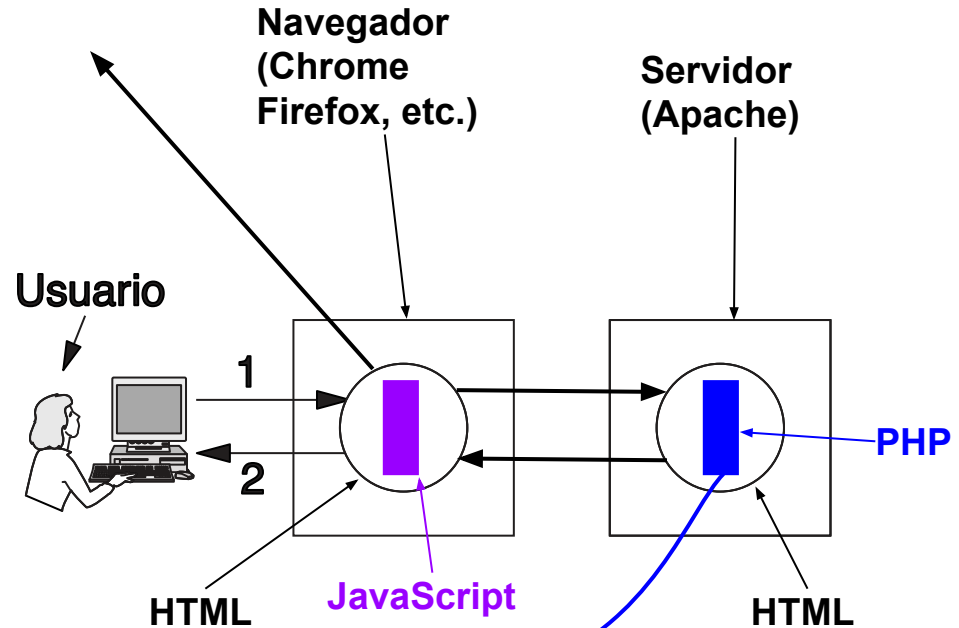 Navegador
(Chrome
Firefox, etc.)
Servidor
(Apache)
Usuario
1
2
PHP
HTML
JavaScript
HTML